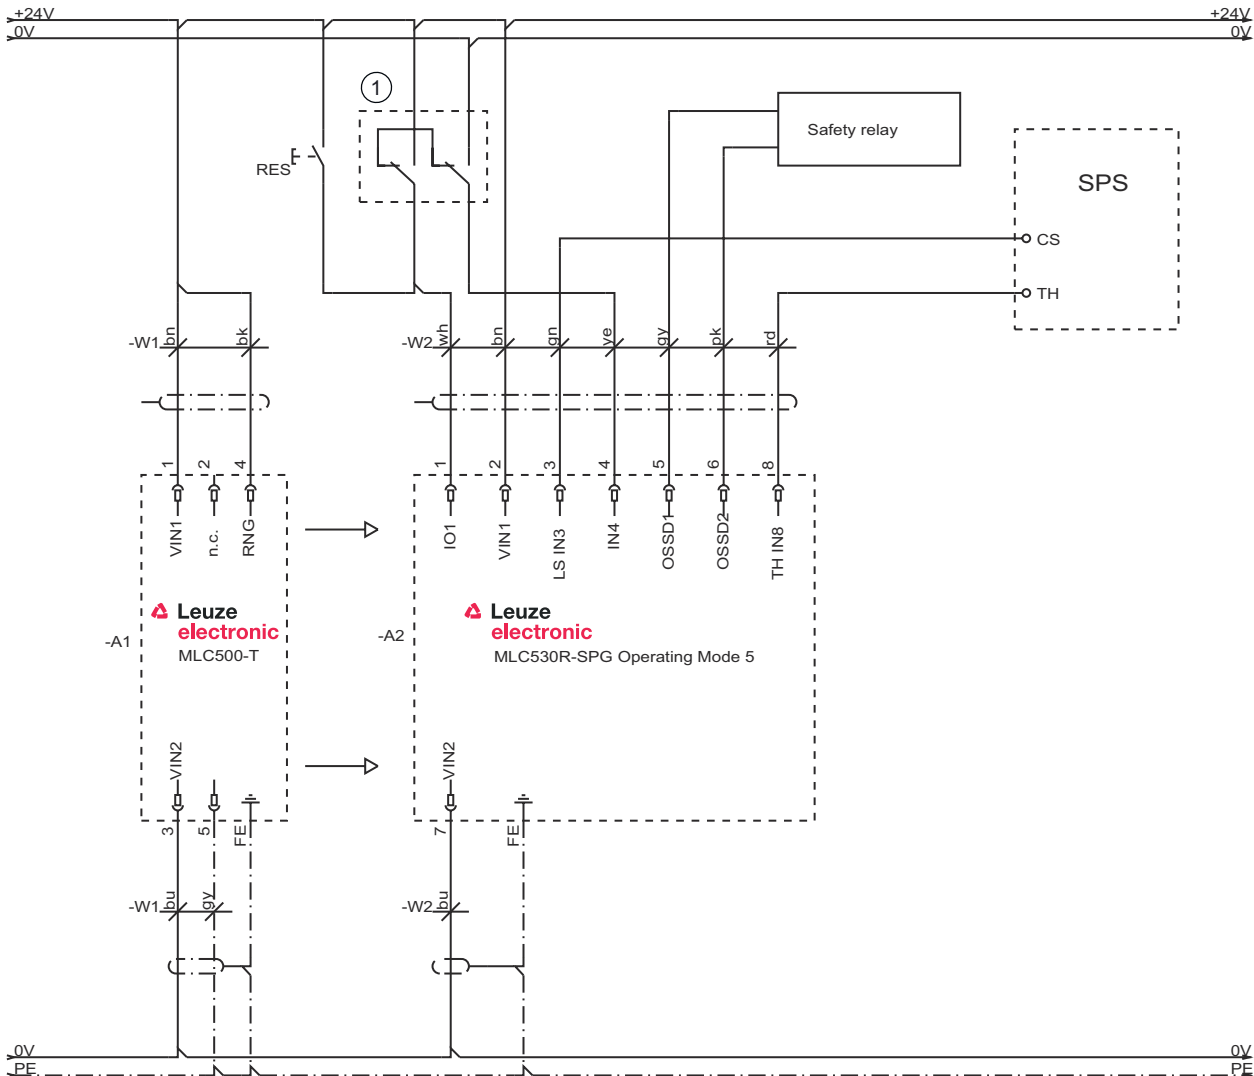 +24V +24V
0V 0V
1
Safety relay
SPS
RES
CS
TH
-W1 bn bk -W2 wh bn gn ye gy pk rd
1 2 4 1 2 3 4 5 6 8
VIN1 n.c. RNG IO1 VIN1 LS IN3 IN4 OSSD1 OSSD2 TH IN8
Leuze Leuze
electronic electronic
-A1 MLC500-T -A2 MLC530R-SPG Operating Mode 5
VIN2 VIN2
3 5 FE 7 FE
-W1 bu gy -W2 bu
0V 0V
PE PE